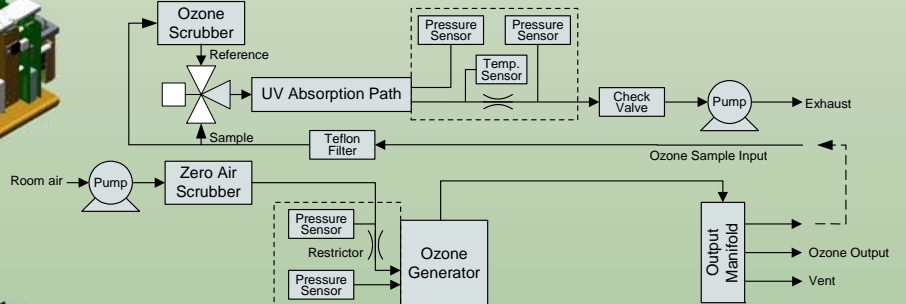 Ozone
Scrubber
Reference
Pressure
Sensor
Pressure
Sensor
Temp.
Sensor
UV Absorption Path
Check
Valve
Pump
Exhaust
Sample
Teflon
Filter
Ozone Sample Input
Room air
Pump
Zero Air
Scrubber
Pressure
Sensor
Restrictor
Pressure
Sensor
Ozone
Generator
Output
Manifold
Ozone Output
Vent